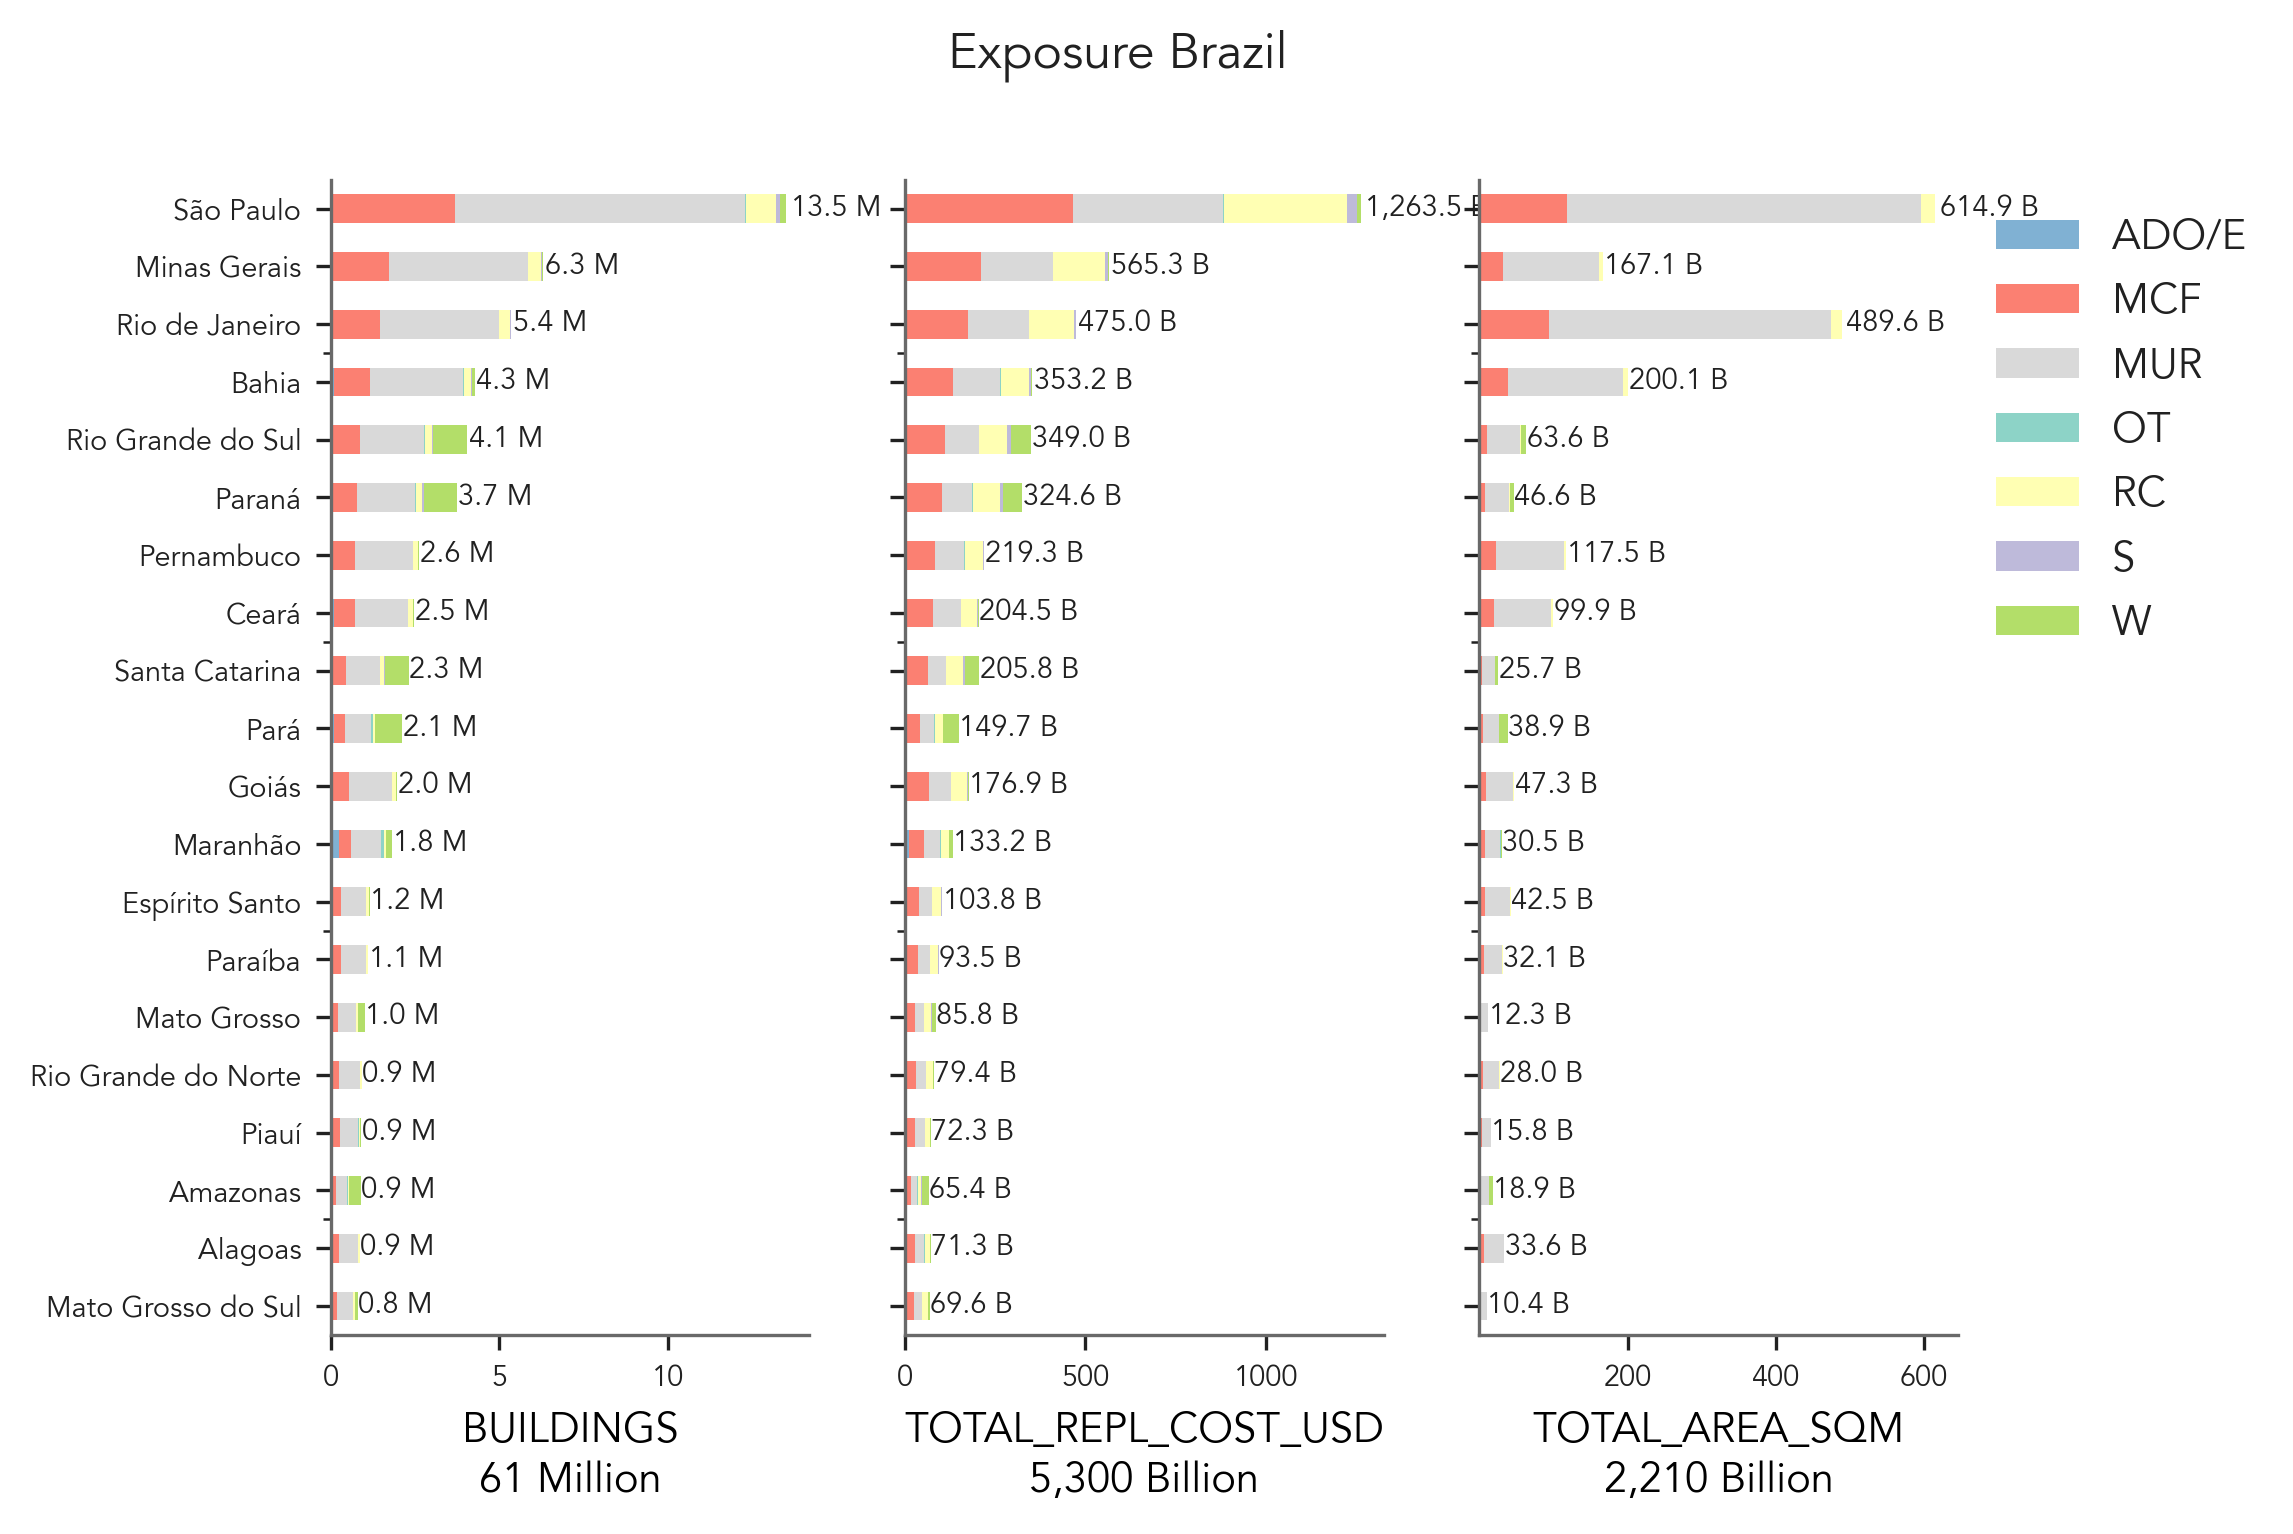 Exposure Brazil
São Paulo 13.5 M 1,263.5 614.9 B
Minas Gerais 6.3 M 565.3 B 167.1 B
Rio de Janeiro 5.4 M 475.0 B 489.6 B
Bahia 4.3 M 353.2 B 200.1 B
Rio Grande do Sul 4.1 M 349.0 B 63.6 B
Paraná 3.7 M 324.6 B 46.6 B
Pernambuco 2.6 M 219.3 B 117.5 B
Ceará 2.5 M 204.5 B 99.9 B
Santa Catarina 2.3 M 205.8 B 25.7 B
Pará 2.1 M 149.7 B 38.9 B
Goiás 2.0 M 176.9 B 47.3 B
Maranhão 1.8 M 133.2 B 30.5 B
Espírito Santo 1.2 M 103.8 B 42.5 B
Paraíba 1.1 M 93.5 B 32.1 B
Mato Grosso 1.0 M 85.8 B 12.3 B
Rio Grande do Norte 0.9 M 79.4 B 28.0 B
Piauí 0.9 M 72.3 B 15.8 B
Amazonas 0.9 M 65.4 B 18.9 B
Alagoas 0.9 M 71.3 B 33.6 B
Mato Grosso do Sul 0.8 M 69.6 B 10.4 B
0 5 10
BUILDINGS
61 Million
0 500 1000
TOTAL_REPL_COST_USD
5,300 Billion
200 400 600
TOTAL_AREA_SQM
2,210 Billion
ADO/E
MCF
MUR
OT
RC
S
W